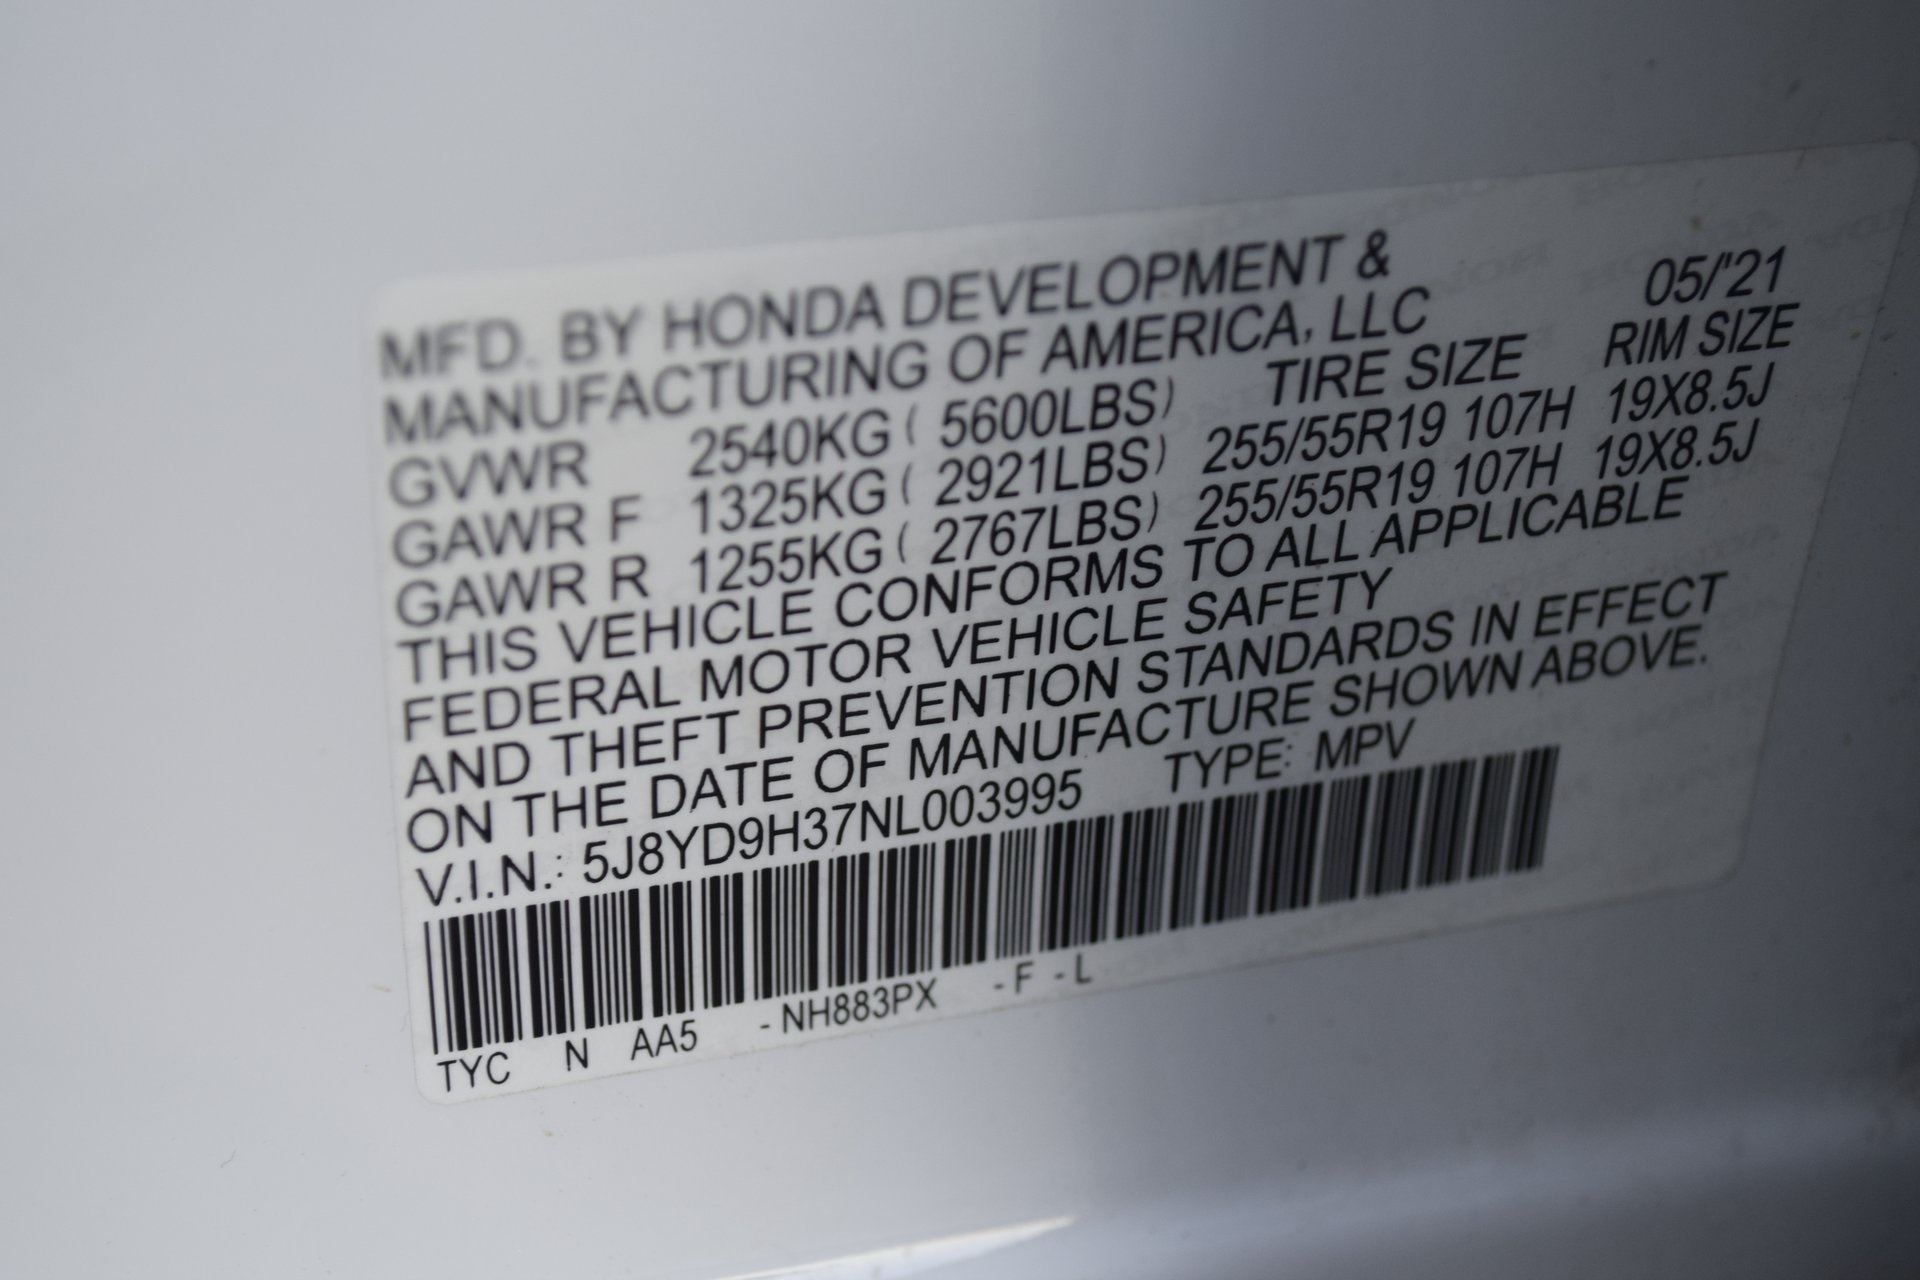 MFD. BY HONDA DEVELOPMENT &
MANUFACTURING OF AMERICA, LLC 05/'21
GVWR 2540KG ( 5600LBS) TIRE SIZE RIM SIZE
GAWR F 1325KG ( 2921LBS) 255/55R19 107H 19X8.5J
GAWR R 1255KG ( 2767LBS) 255/55R19 107H 19X8.5J
THIS VEHICLE CONFORMS TO ALL APPLICABLE
FEDERAL MOTOR VEHICLE SAFETY
AND THEFT PREVENTION STANDARDS IN EFFECT
ON THE DATE OF MANUFACTURE SHOWN ABOVE.
V.I.N.: 5J8YD9H37NL003995 TYPE: MPV
TYC N AA5 - NH883PX - F - L